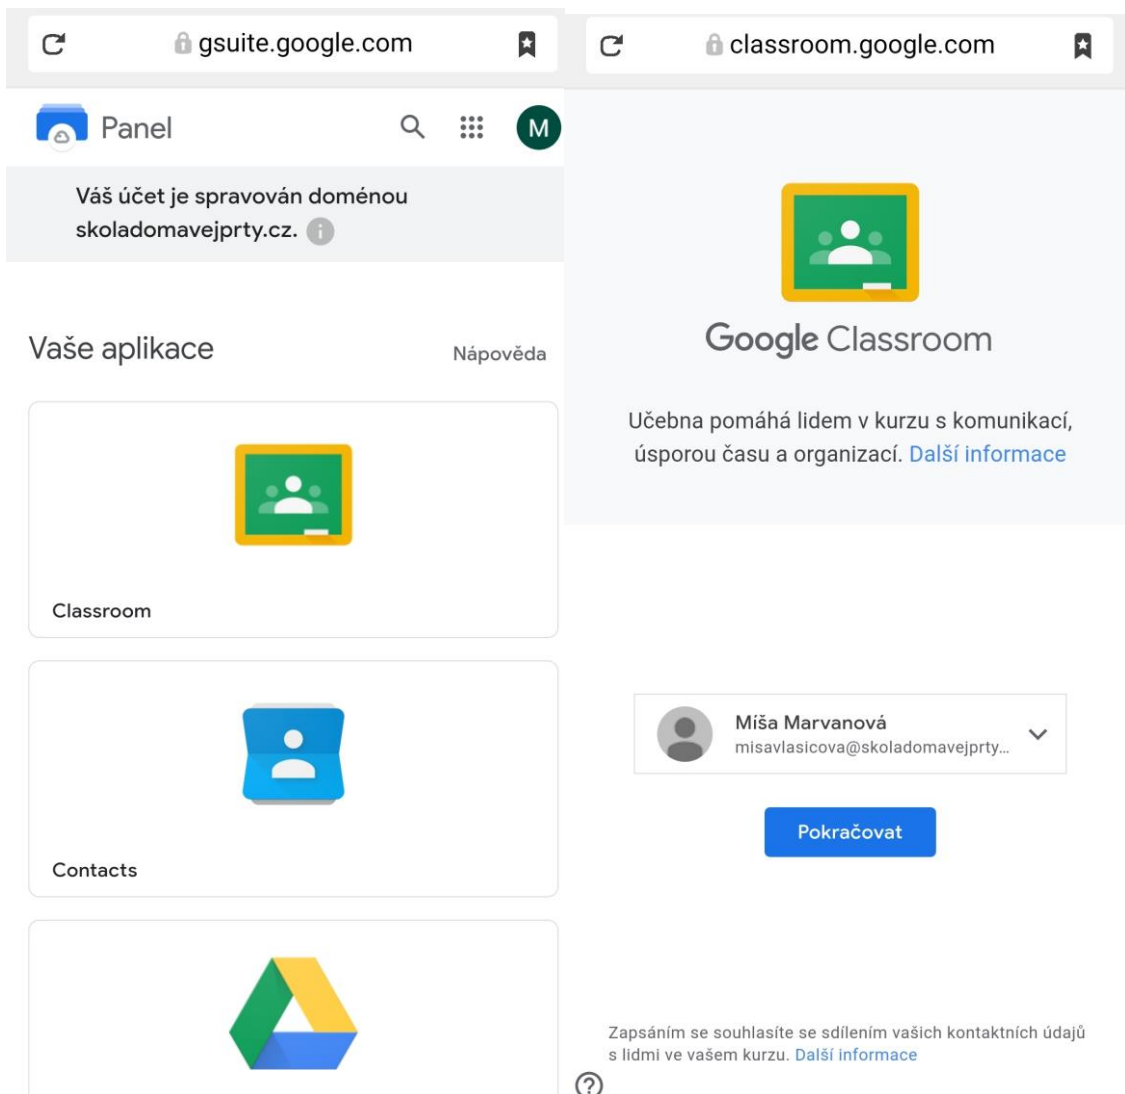 gsuite.google.com
Panel
M
Váš účet je spravován doménou
skoladomavejprty.cz.
Vaše aplikace
Nápověda
Classroom
Contacts
classroom.google.com
Google Classroom
Učebna pomáhá lidem v kurzu s komunikací,
úsporou času a organizací. Další informace
Míša Marvanová
misavlasicova@skoladomavejprty...
Pokračovat
Zapsáním se souhlasíte se sdílením vašich kontaktních údajů
s lidmi ve vašem kurzu. Další informace